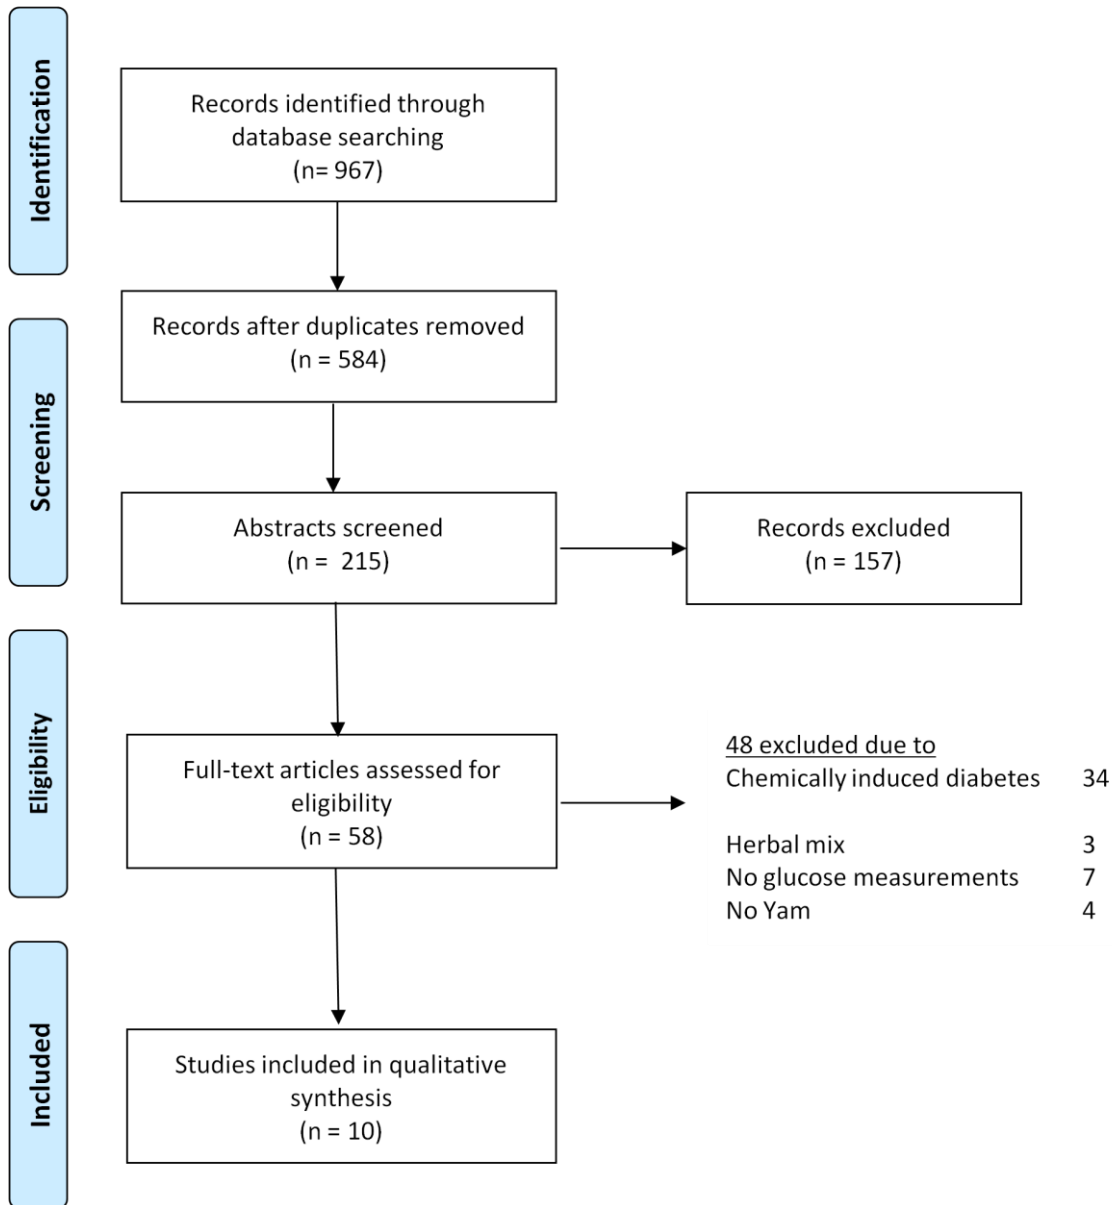 Identification
Records identified through
database searching
(n= 967)
Screening
Records after duplicates removed
(n = 584)
Abstracts screened
(n = 215)
Records excluded
(n = 157)
Eligibility
Full-text articles assessed for
eligibility
(n = 58)
48 excluded due to
Chemically induced diabetes 34
Herbal mix 3
No glucose measurements 7
No Yam 4
Included
Studies included in qualitative
synthesis
(n = 10)